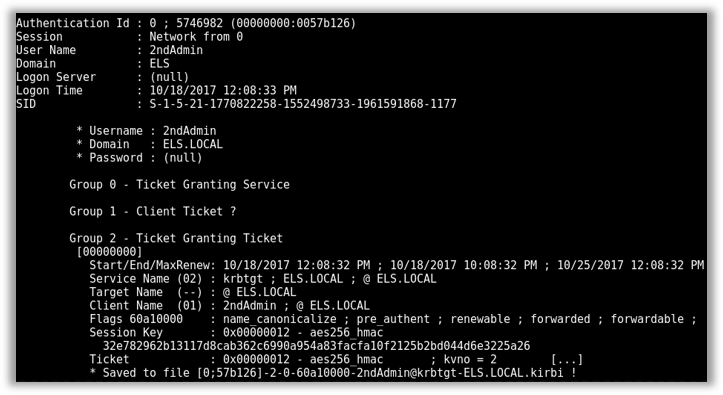 Authentication Id : 0 ; 5746982 (00000000:0057b126)
Session           : Network from 0
User Name         : 2ndAdmin
Domain            : ELS
Logon Server      : (null)
Logon Time        : 10/18/2017 12:08:33 PM
SID               : S-1-5-21-1770822258-1552498733-1961591868-1177
* Username : 2ndAdmin
* Domain   : ELS.LOCAL
* Password : (null)
Group 0 - Ticket Granting Service
Group 1 - Client Ticket ?
Group 2 - Ticket Granting Ticket
[00000000]
Start/End/MaxRenew: 10/18/2017 12:08:32 PM ; 10/18/2017 10:08:32 PM ; 10/25/2017 12:08:32 PM
Service Name (02) : krbtgt ; ELS.LOCAL ; @ ELS.LOCAL
Target Name  (--) : @ ELS.LOCAL
Client Name  (01) : 2ndAdmin ; @ ELS.LOCAL
Flags 60a10000    : name_canonicalize ; pre_authent ; renewable ; forwarded ; forwardable ;
Session Key       : 0x00000012 - aes256_hmac
32e782962b13117d8cab362c6990a954a83facfa10f2125b2bd044d6e3225a26
Ticket            : 0x00000012 - aes256_hmac       ; kvno = 2        [...]
* Saved to file [0;57b126]-2-0-60a10000-2ndAdmin@krbtgt-ELS.LOCAL.kirbi !